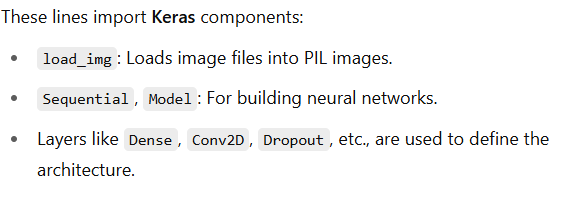 These lines import Keras components:
• load_img: Loads image files into PIL images.
• Sequential, Model: For building neural networks.
• Layers like Dense, Conv2D, Dropout, etc., are used to define the
architecture.